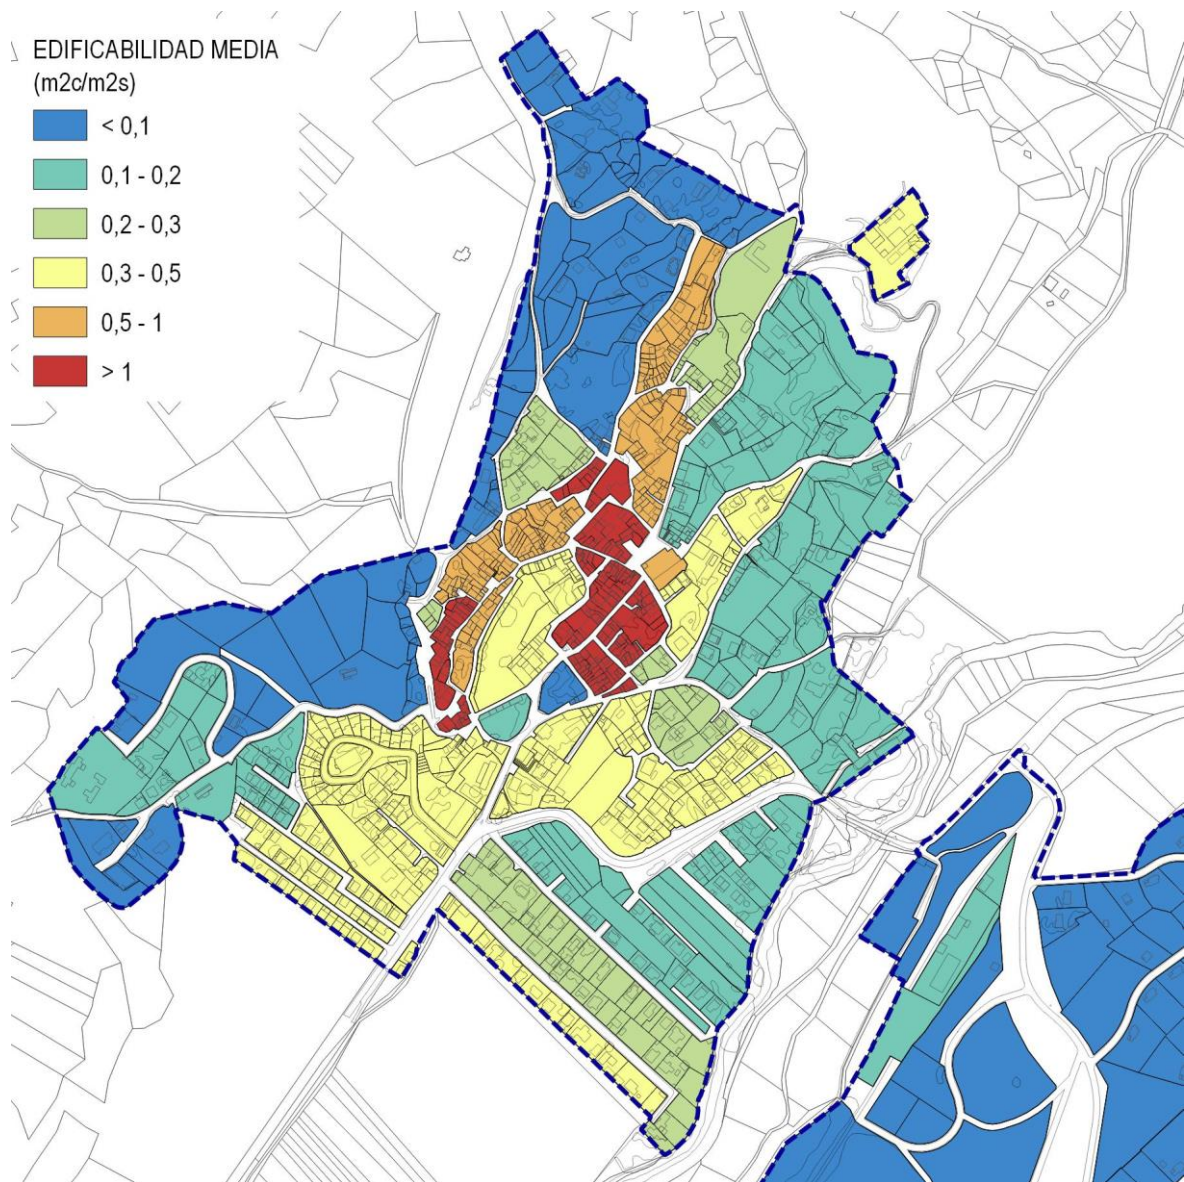 EDIFICABILIDAD MEDIA
(m2c/m2s)
< 0,1
0,1 - 0,2
0,2 - 0,3
0,3 - 0,5
0,5 - 1
> 1